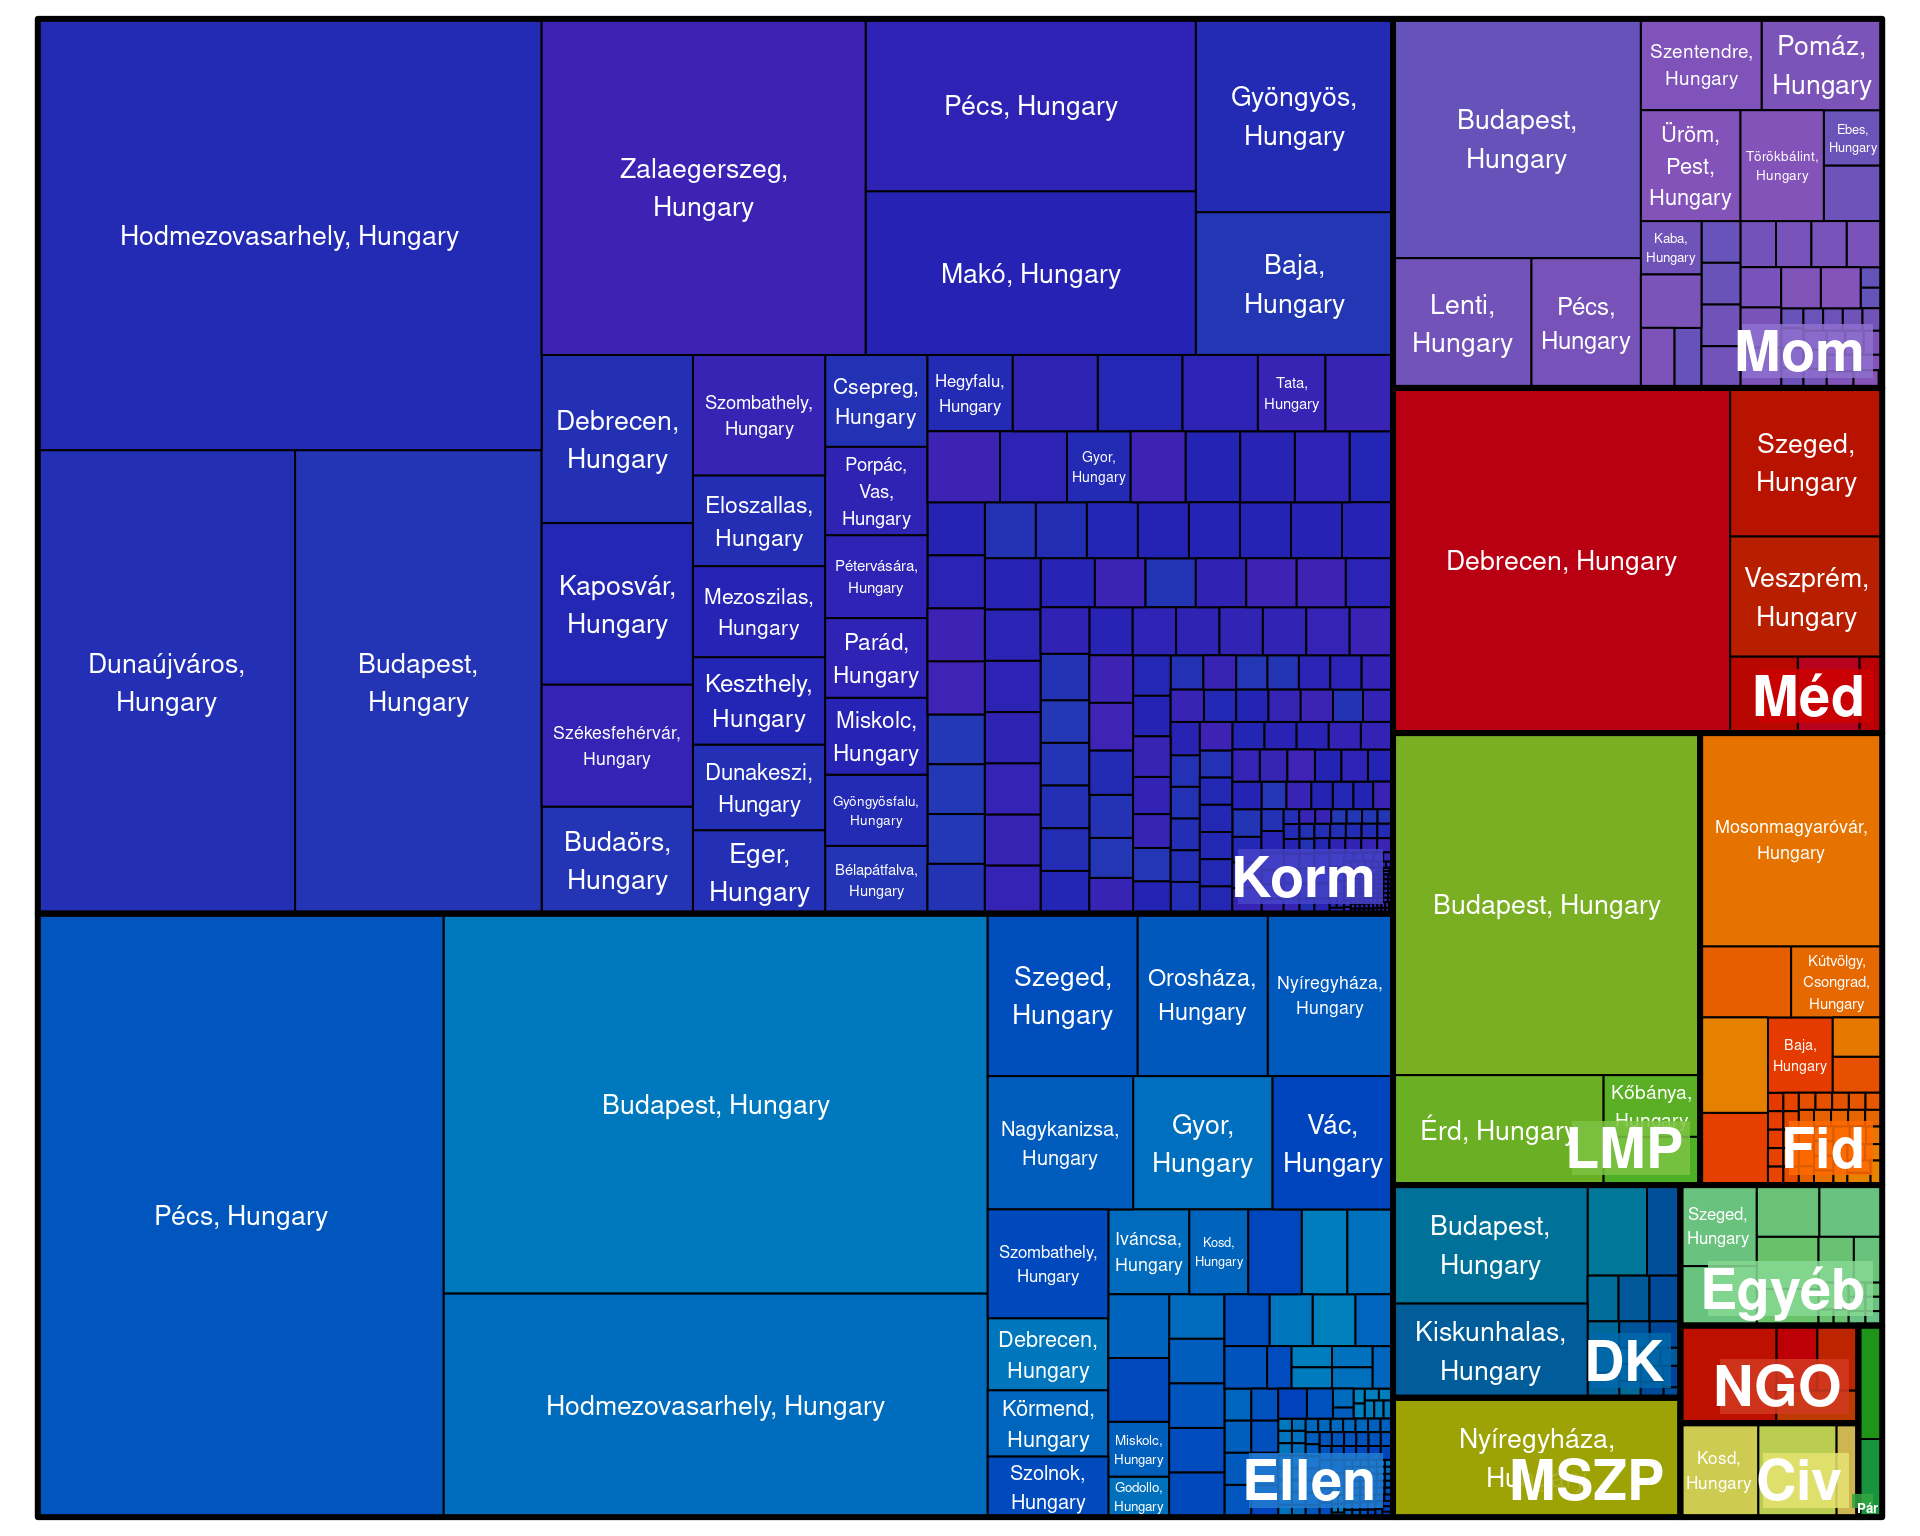 Hodmezovasarhely, Hungary
Dunaújváros,
Hungary
Budapest,
Hungary
Zalaegerszeg,
Hungary
Pécs, Hungary
Makó, Hungary
Gyöngyös,
Hungary
Baja,
Hungary
Debrecen,
Hungary
Kaposvár,
Hungary
Székesfehérvár,
Hungary
Budaörs,
Hungary
Szombathely,
Hungary
Eloszallas,
Hungary
Mezoszilas,
Hungary
Keszthely,
Hungary
Dunakeszi,
Hungary
Eger,
Hungary
Csepreg,
Hungary
Porpác,
Vas,
Hungary
Pétervására,
Hungary
Parád,
Hungary
Miskolc,
Hungary
Gyöngyösfalu,
Hungary
Bélapátfalva,
Hungary
Hegyfalu,
Hungary
Tata,
Hungary
Gyor,
Hungary
Korm
Pécs, Hungary
Budapest, Hungary
Hodmezovasarhely, Hungary
Szeged,
Hungary
Orosháza,
Hungary
Nyíregyháza,
Hungary
Nagykanizsa,
Hungary
Gyor,
Hungary
Vác,
Hungary
Szombathely,
Hungary
Iváncsa,
Hungary
Kosd,
Hungary
Debrecen,
Hungary
Körmend,
Hungary
Szolnok,
Hungary
Miskolc,
Hungary
Godollo,
Hungary
Ellen
Budapest,
Hungary
Lenti,
Hungary
Pécs,
Hungary
Szentendre,
Hungary
Pomáz,
Hungary
Üröm,
Pest,
Hungary
Törökbálint,
Hungary
Ebes,
Hungary
Kaba,
Hungary
Mom
Debrecen, Hungary
Szeged,
Hungary
Veszprém,
Hungary
Méd
Budapest, Hungary
Érd, Hungary
Kőbánya,
Hungary
LMP
Mosonmagyaróvár,
Hungary
Kútvölgy,
Csongrad,
Hungary
Baja,
Hungary
Fid
Budapest,
Hungary
Kiskunhalas,
Hungary
DK
Szeged,
Hungary
Egyéb
NGO
Nyíregyháza,
MSZP
Kosd,
Hungary
Civ
Pár